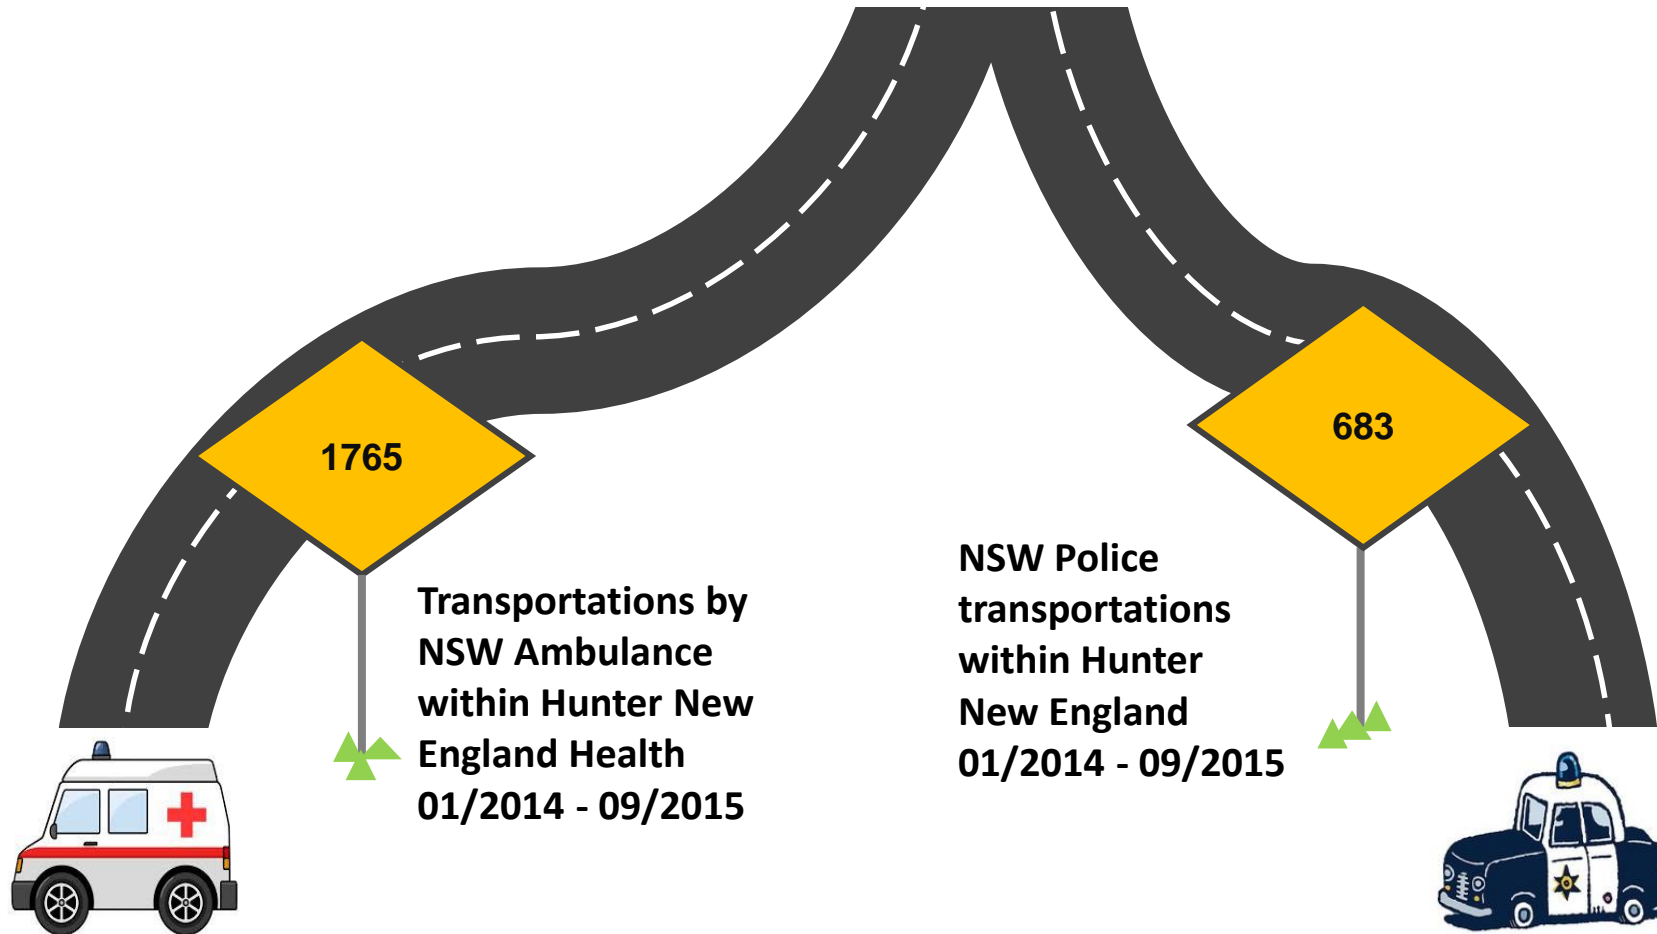 1765
Transportations by
NSW Ambulance
within Hunter New
England Health
01/2014 - 09/2015
683
NSW Police
transportations
within Hunter
New England
01/2014 - 09/2015